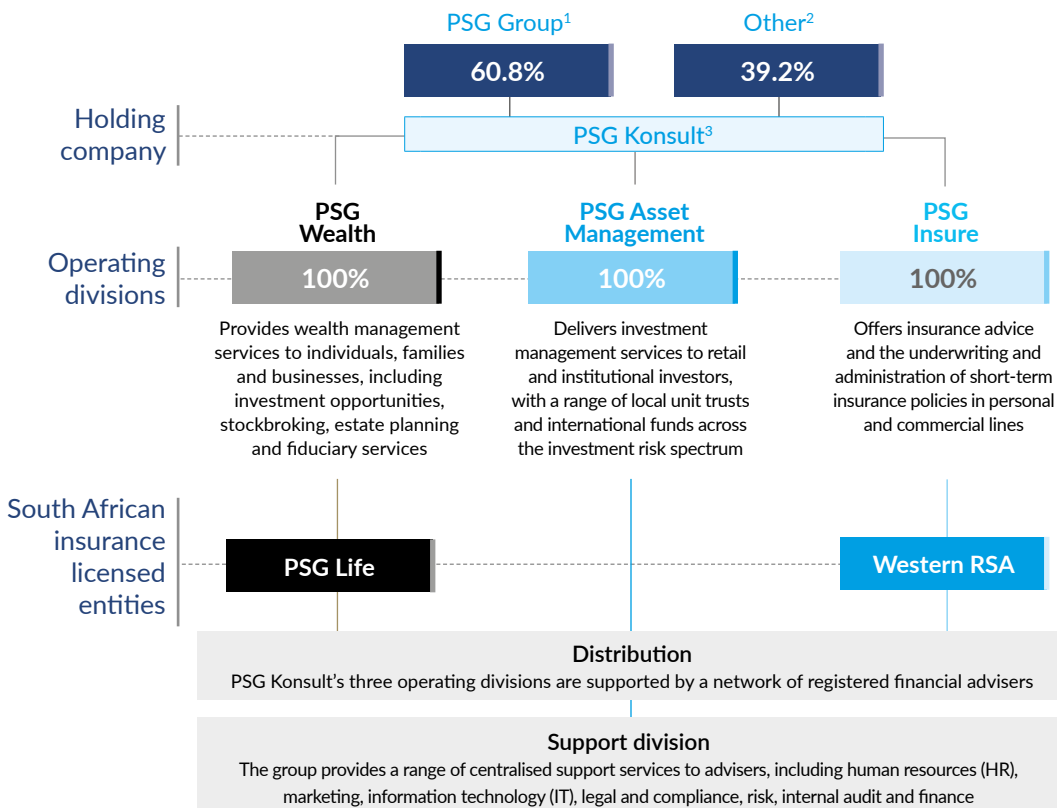 PSG Group1
Other2
60.8%
39.2%
Holding
company
PSG Konsult3
PSG
Wealth
PSG Asset
Management
PSG
Insure
Operating
divisions
100%
100%
100%
Provides wealth management
services to individuals, families
and businesses, including
investment opportunities,
stockbroking, estate planning
and fiduciary services
Delivers investment
management services to retail
and institutional investors,
with a range of local unit trusts
and international funds across
the investment risk spectrum
Offers insurance advice
and the underwriting and
administration of short-term
insurance policies in personal
and commercial lines
South African
insurance
licensed
entities
PSG Life
Western RSA
Distribution
PSG Konsult's three operating divisions are supported by a network of registered financial advisers
Support division
The group provides a range of centralised support services to advisers, including human resources (HR),
marketing, information technology (IT), legal and compliance, risk, internal audit and finance